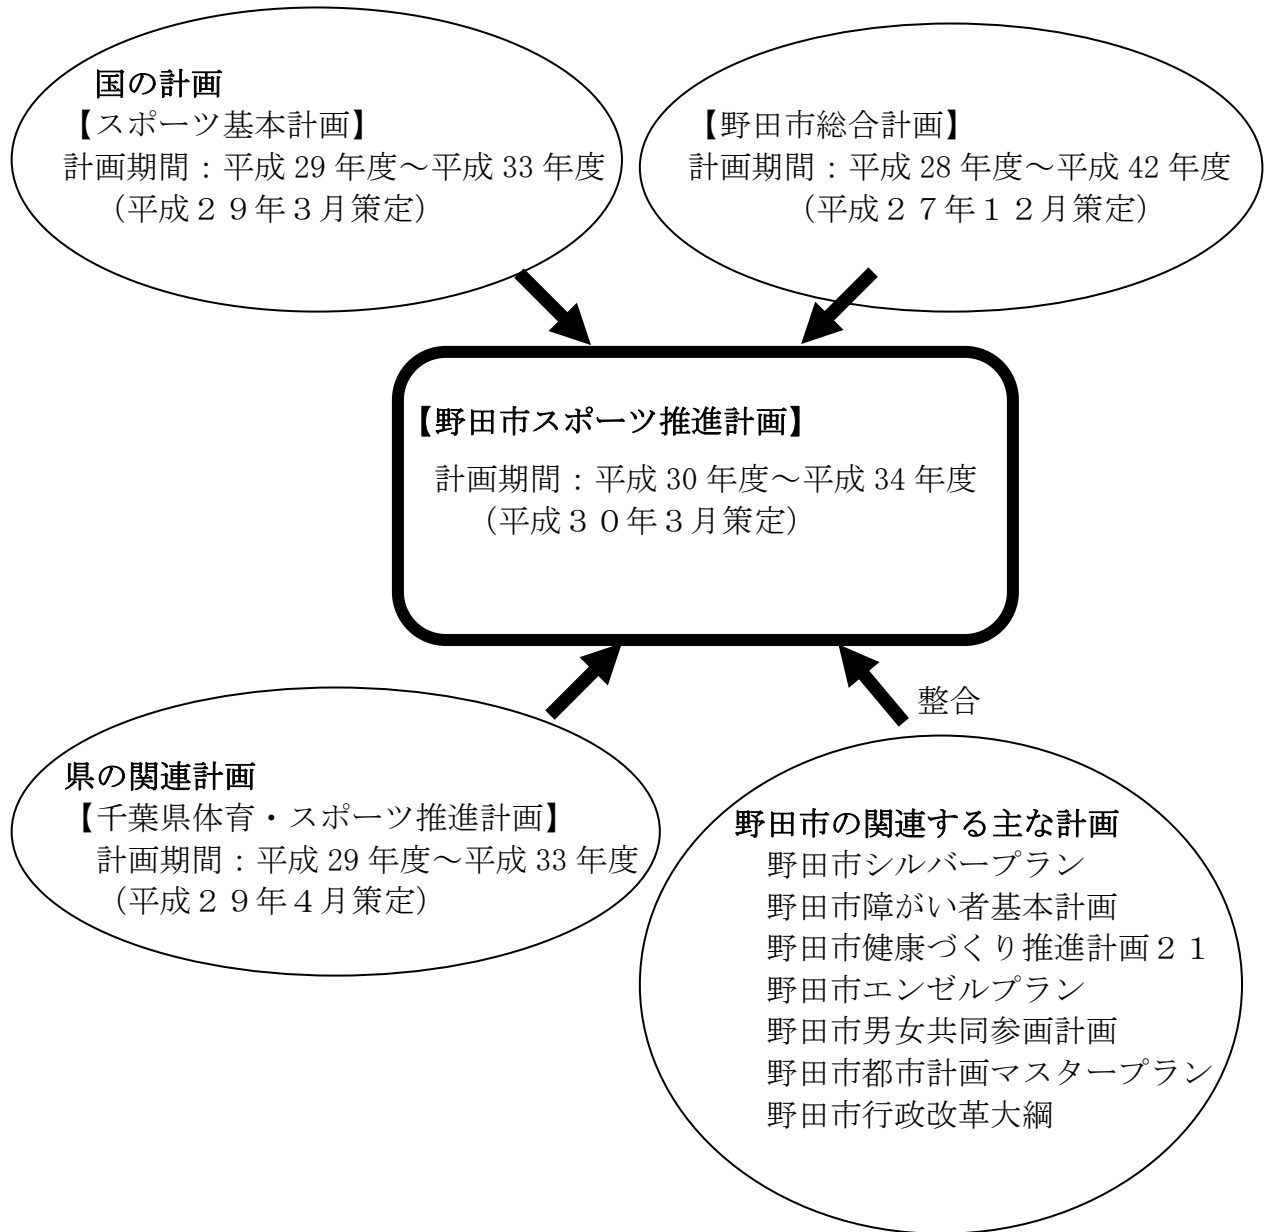 国の計画
【スポーツ基本計画】
計画期間：平成 29 年度～平成 33 年度
（平成２９年３月策定）
【野田市総合計画】
計画期間：平成 28 年度～平成 42 年度
（平成２７年１２月策定）
【野田市スポーツ推進計画】
計画期間：平成 30 年度～平成 34 年度
（平成３０年３月策定）
県の関連計画
【千葉県体育・スポーツ推進計画】
計画期間：平成 29 年度～平成 33 年度
（平成２９年４月策定）
整合
野田市の関連する主な計画
野田市シルバープラン
野田市障がい者基本計画
野田市健康づくり推進計画２１
野田市エンゼルプラン
野田市男女共同参画計画
野田市都市計画マスタープラン
野田市行政改革大綱